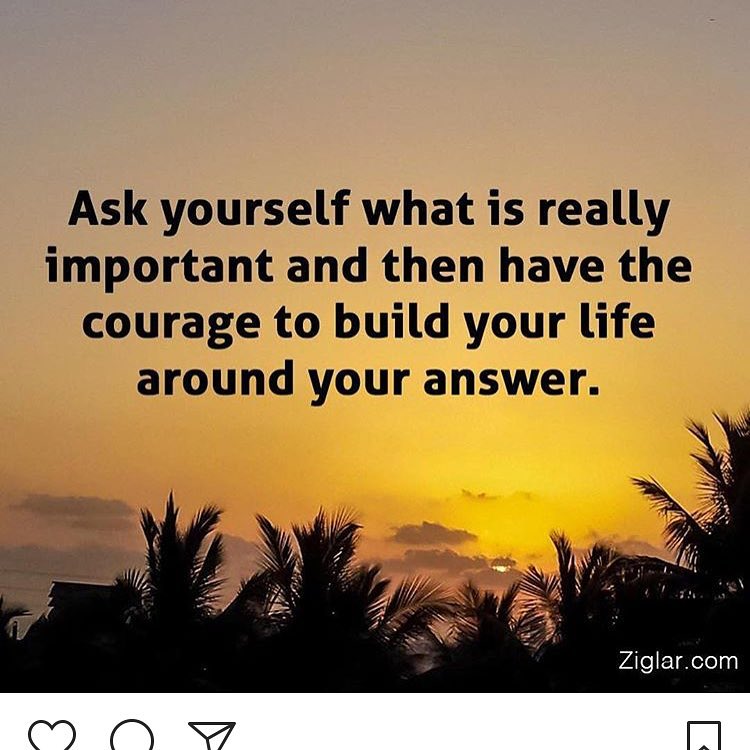 Ask yourself what is really
important and then have the
courage to build your life
around your answer.
Ziglar.com